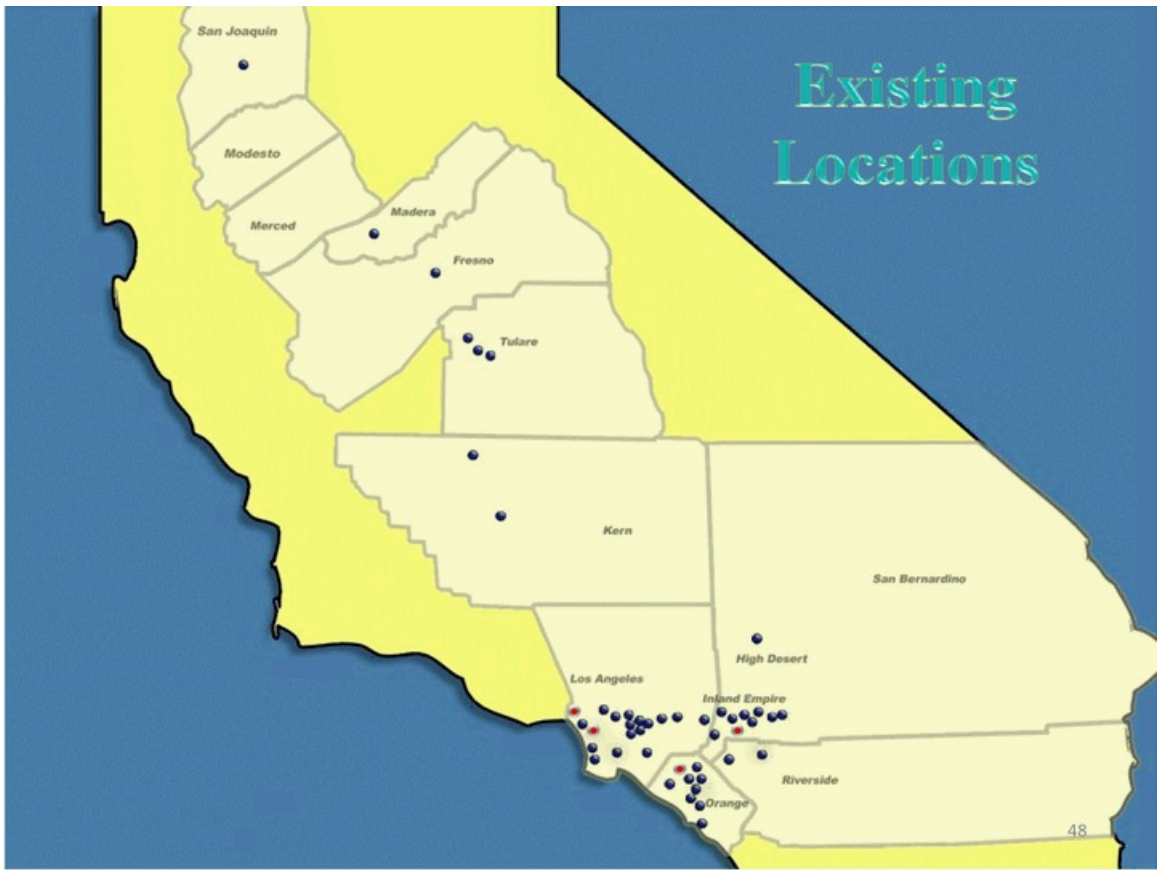 San Joaquin
Existing
Locations
Modesto
Madera
Merced
Fresno
Tulare
Kern
San Bernardino
High Desert
Los Angeles
Inland Empire
Riverside
Orange
48